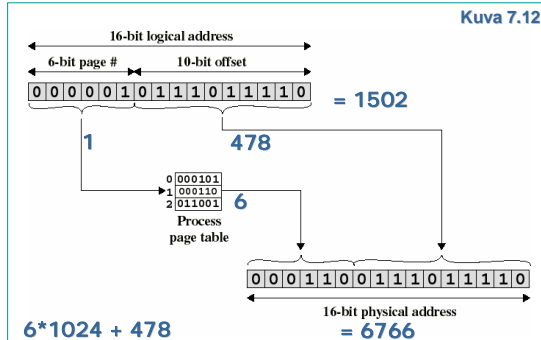 Kuva 7.12
16-bit logical address
6-bit page # 10-bit offset
0 0 0 0 0 1 0 1 1 1 0 1 1 1 1 0 = 1502
1 478
0 000101
1 000110 6
2 011001
Process
page table
0 0 0 1 1 0 0 1 1 1 0 1 1 1 1 0
16-bit physical address
6*1024 + 478 = 6766